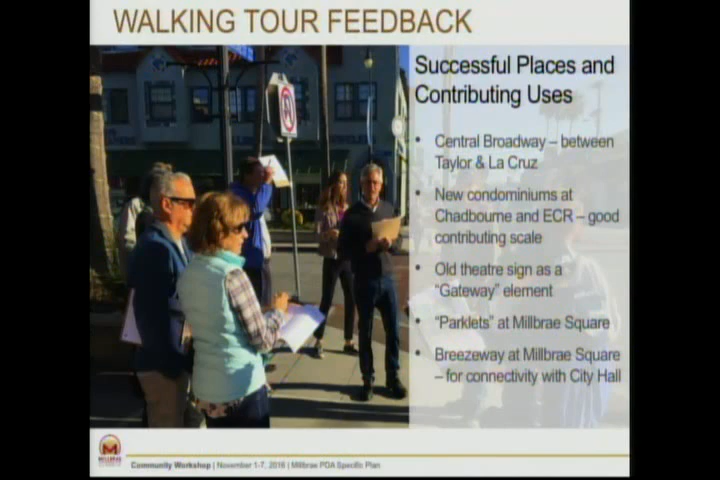 WALKING TOUR FEEDBACK
Successful Places and
Contributing Uses
• Central Broadway – between
Taylor & La Cruz
• New condominiums at
Chadbourne and ECR – good
contributing scale
• Old theatre sign as a
"Gateway" element
• "Parklets" at Millbrae Square
• Breezeway at Millbrae Square
– for connectivity with City Hall
MILLBRAE
Community Workshop | November 1-7, 2016 | Millbrae PDA Specific Plan